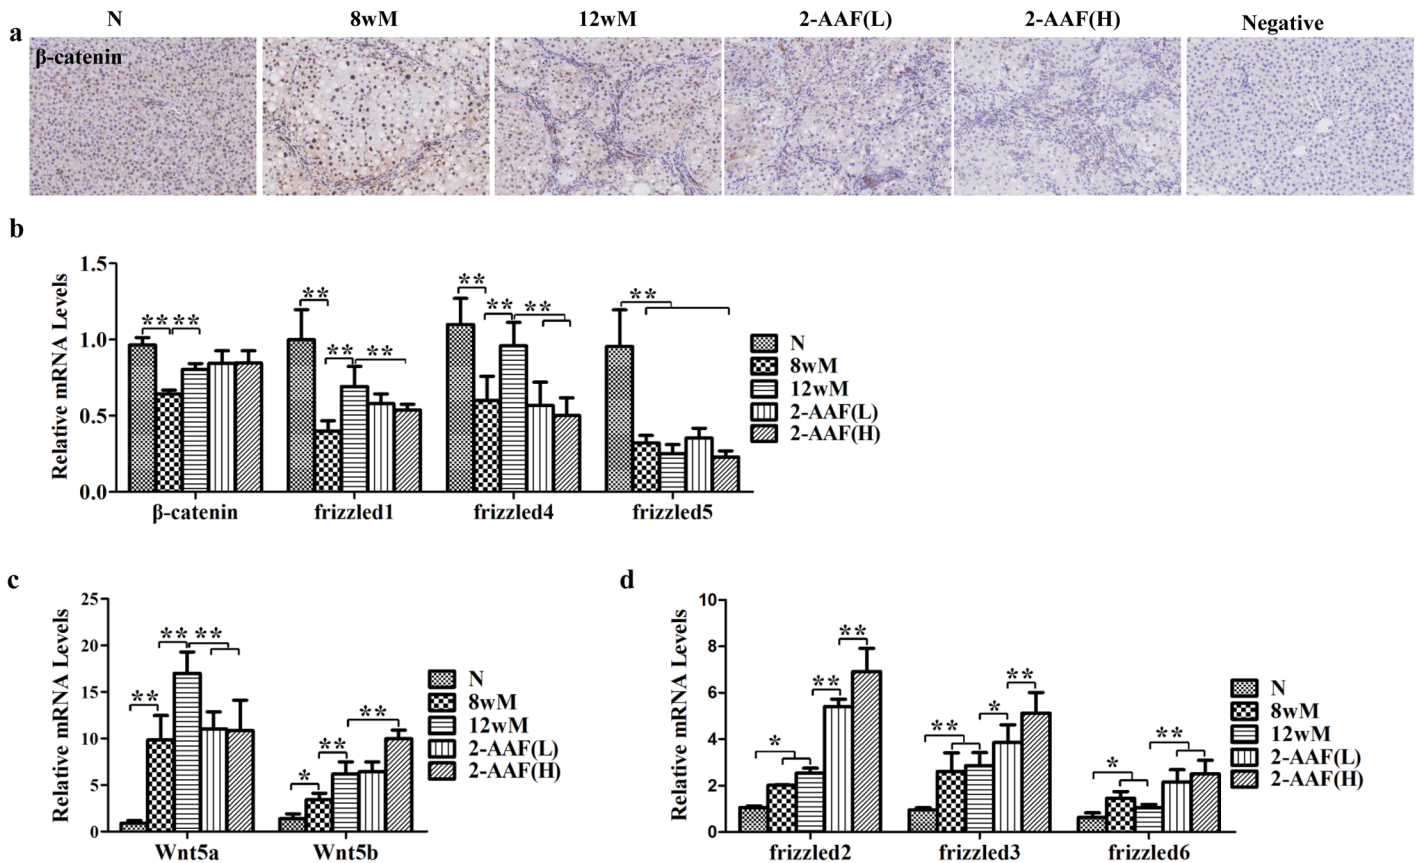 a
N 8wM 12wM 2-AAF(L) 2-AAF(H) Negative
β-catenin
b
Relative mRNA Levels
1.5
1.0
0.5
0.0
** ** ** ** ** ** ** ** **
β-catenin frizzled1 frizzled4 frizzled5
N
8wM
12wM
2-AAF(L)
2-AAF(H)
c
Relative mRNA Levels
25
20
15
10
5
0
** ** ** * ** **
Wnt5a Wnt5b
N
8wM
12wM
2-AAF(L)
2-AAF(H)
d
Relative mRNA Levels
10
8
6
4
2
0
* ** ** ** * ** * **
frizzled2 frizzled3 frizzled6
N
8wM
12wM
2-AAF(L)
2-AAF(H)